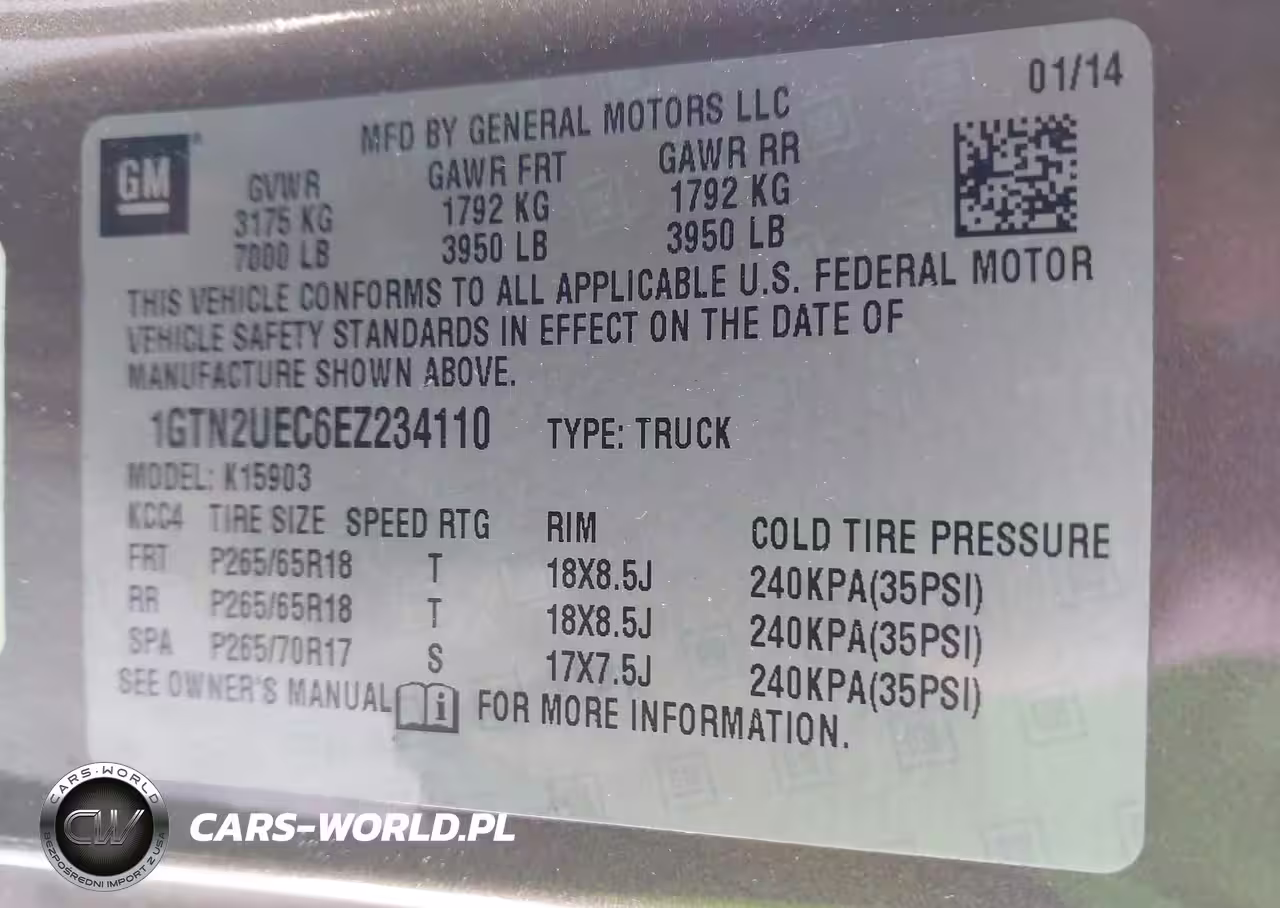 01/14
GM
MFD BY GENERAL MOTORS LLC
GVWR GAWR FRT GAWR RR
3175 KG 1792 KG 1792 KG
7000 LB 3950 LB 3950 LB
THIS VEHICLE CONFORMS TO ALL APPLICABLE U.S. FEDERAL MOTOR
VEHICLE SAFETY STANDARDS IN EFFECT ON THE DATE OF
MANUFACTURE SHOWN ABOVE.
1GTN2UEC6EZ234110 TYPE: TRUCK
MODEL: K15903
KCC4 TIRE SIZE SPEED RTG RIM COLD TIRE PRESSURE
FRT P265/65R18 T 18X8.5J 240KPA(35PSI)
RR P265/65R18 T 18X8.5J 240KPA(35PSI)
SPA P265/70R17 S 17X7.5J 240KPA(35PSI)
SEE OWNER'S MANUAL i FOR MORE INFORMATION.
CARS-WORLD
CW
BEZPOŚREDNI IMPORT Z USA
CARS-WORLD.PL